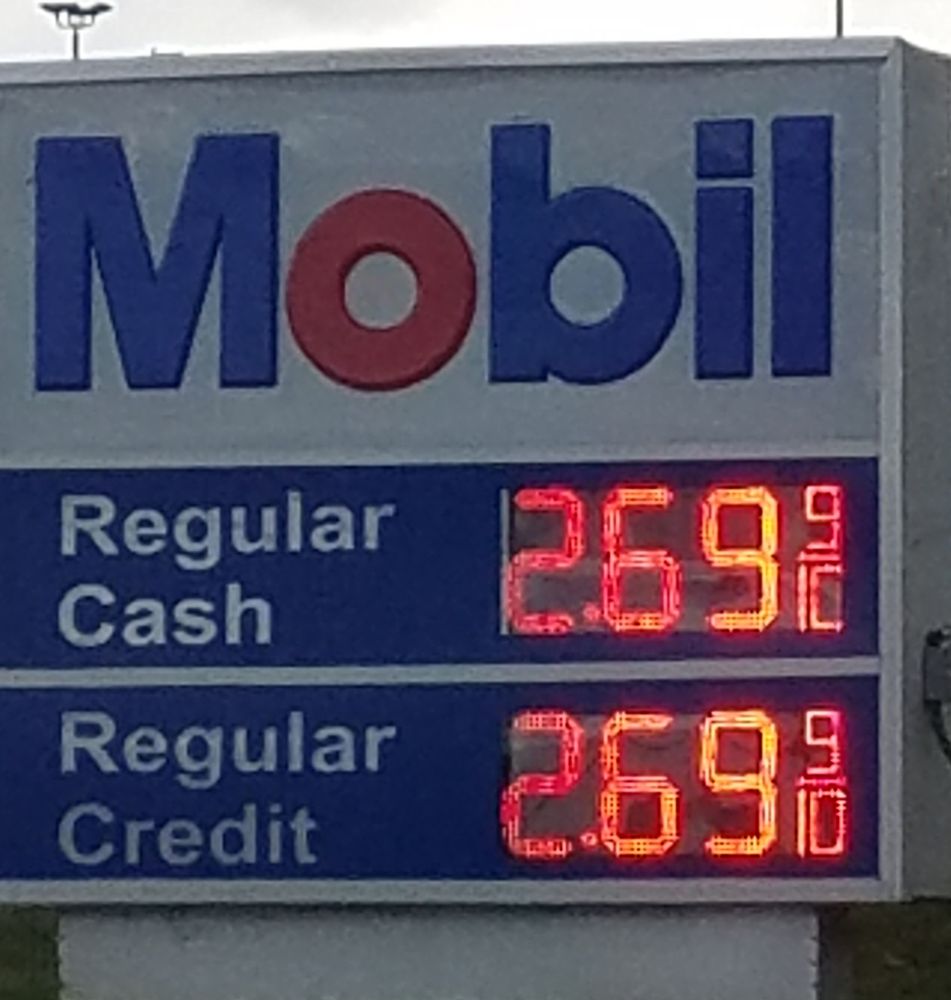 Mobil
Regular
Cash
2.69 9/10
Regular
Credit
2.69 9/10